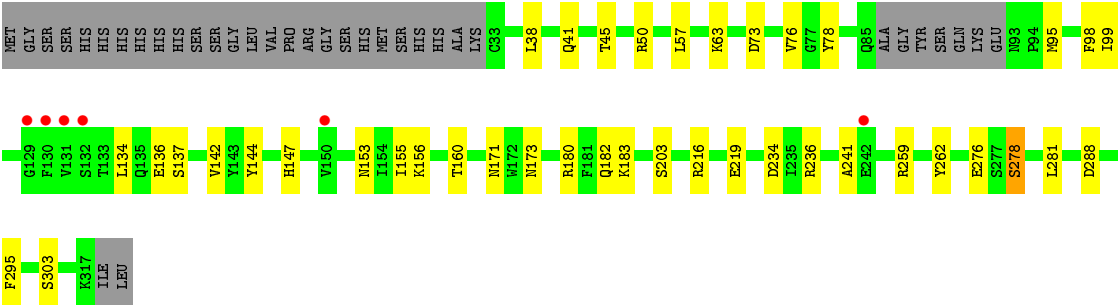 MET GLY SER SER HIS HIS HIS HIS HIS HIS SER SER GLY LEU VAL PRO ARG GLY SER HIS MET SER HIS HIS ALA LYS C33 L38 Q41 T45 R50 L57 K63 D73 V76 G77 Y78 Q85 ALA GLY TYR SER GLN LYS GLU N93 P94 M95 F98 I99
G129 F130 V131 S132 T133 L134 Q135 E136 S137 V142 Y143 Y144 H147 V150 N153 I154 I155 K156 T160 N171 W172 N173 R180 F181 Q182 K183 S203 R216 E219 D234 I235 R236 A241 E242 R259 Y262 E276 S277 S278 L281 D288
F295 S303 K317 ILE LEU